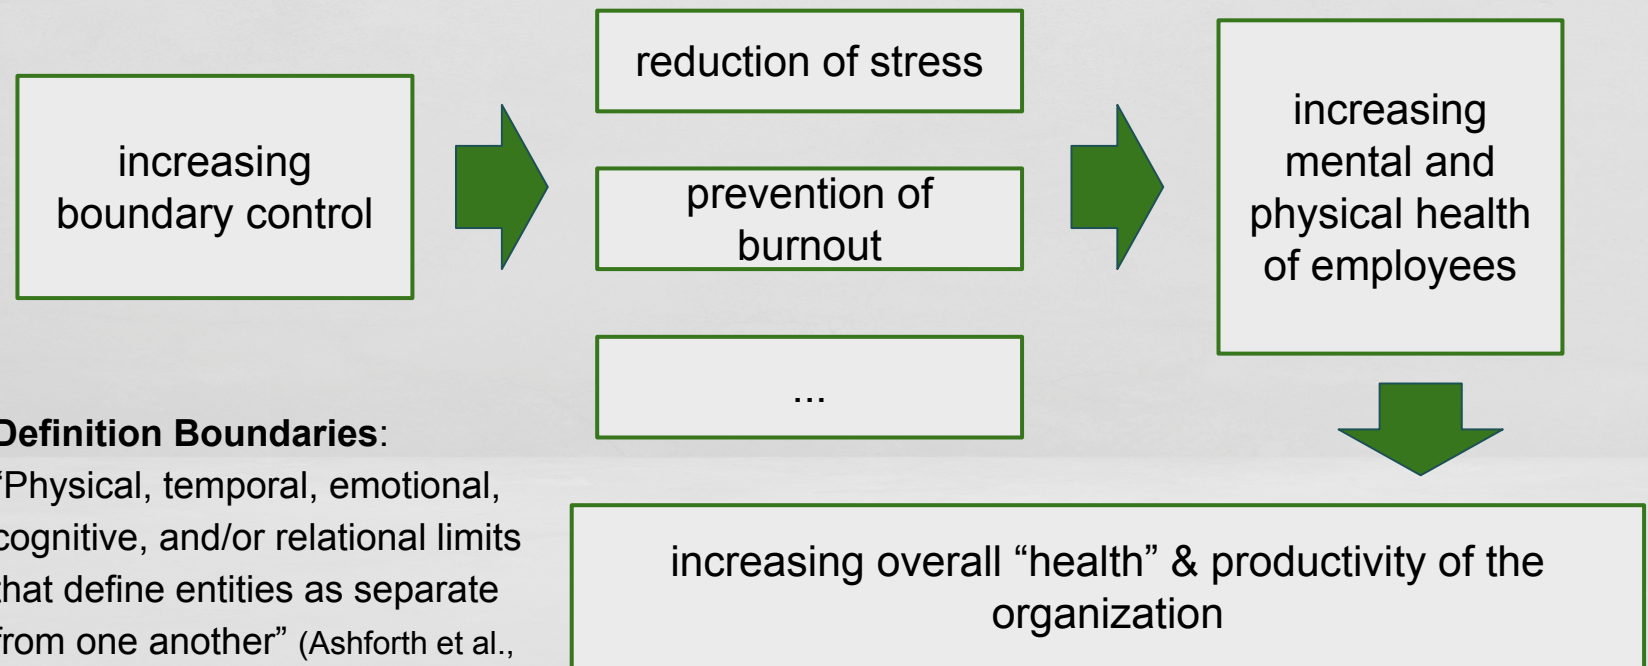 increasing
boundary control
reduction of stress
prevention of
burnout
...
increasing
mental and
physical health
of employees
increasing overall “health” & productivity of the
organization
Definition Boundaries:
“Physical, temporal, emotional,
cognitive, and/or relational limits
that define entities as separate
from one another” (Ashforth et al.,